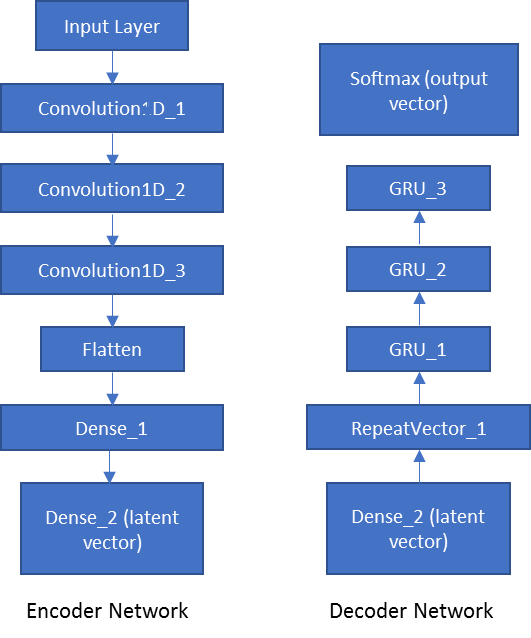 Input Layer
Convolution1D_1
Convolution1D_2
Convolution1D_3
Flatten
Dense_1
Dense_2 (latent
vector)
Encoder Network
Softmax (output
vector)
GRU_3
GRU_2
GRU_1
RepeatVector_1
Dense_2 (latent
vector)
Decoder Network